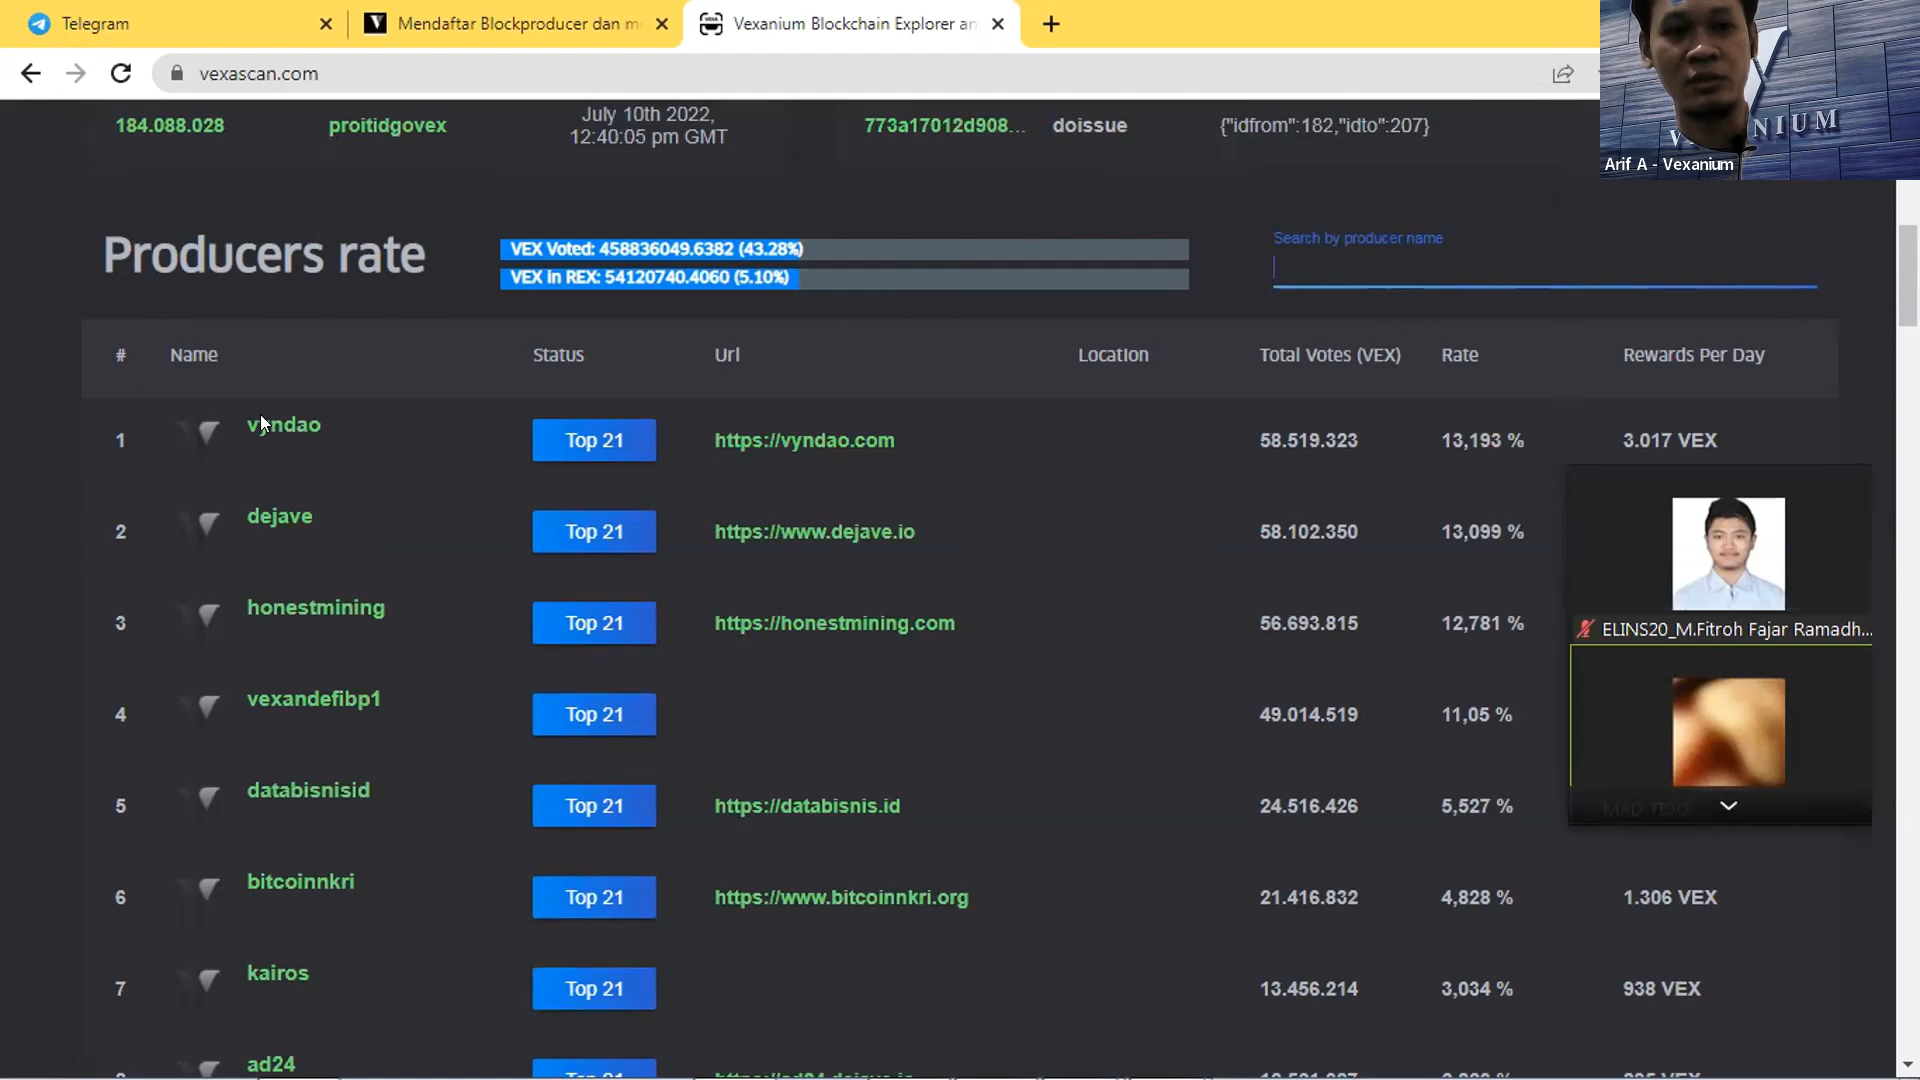 Telegram
Mendaftar Blockproducer dan m
Vexanium Blockchain Explorer an
vexascan.com
Arif A - Vexanium
VNIUM
184.088.028 proitidgovex July 10th 2022, 12:40:05 pm GMT 773a17012d908... doissue {"idfrom":182,"idto":207}
Producers rate
VEX Voted: 458836049.6382 (43.28%)
VEX in REX: 54120740.4060 (5.10%)
Search by producer name
# Name Status Url Location Total Votes (VEX) Rate Rewards Per Day
1 vyndao Top 21 https://vyndao.com 58.519.323 13,193 % 3.017 VEX
2 dejave Top 21 https://www.dejave.io 58.102.350 13,099 %
3 honestmining Top 21 https://honestmining.com 56.693.815 12,781 %
4 vexandefibp1 Top 21 49.014.519 11,05 %
5 databisnisid Top 21 https://databisnis.id 24.516.426 5,527 %
6 bitcoinnkri Top 21 https://www.bitcoinnkri.org 21.416.832 4,828 % 1.306 VEX
7 kairos Top 21 13.456.214 3,034 % 938 VEX
ad24 Top 21
ELINS20_M.Fitroh Fajar Ramadh...